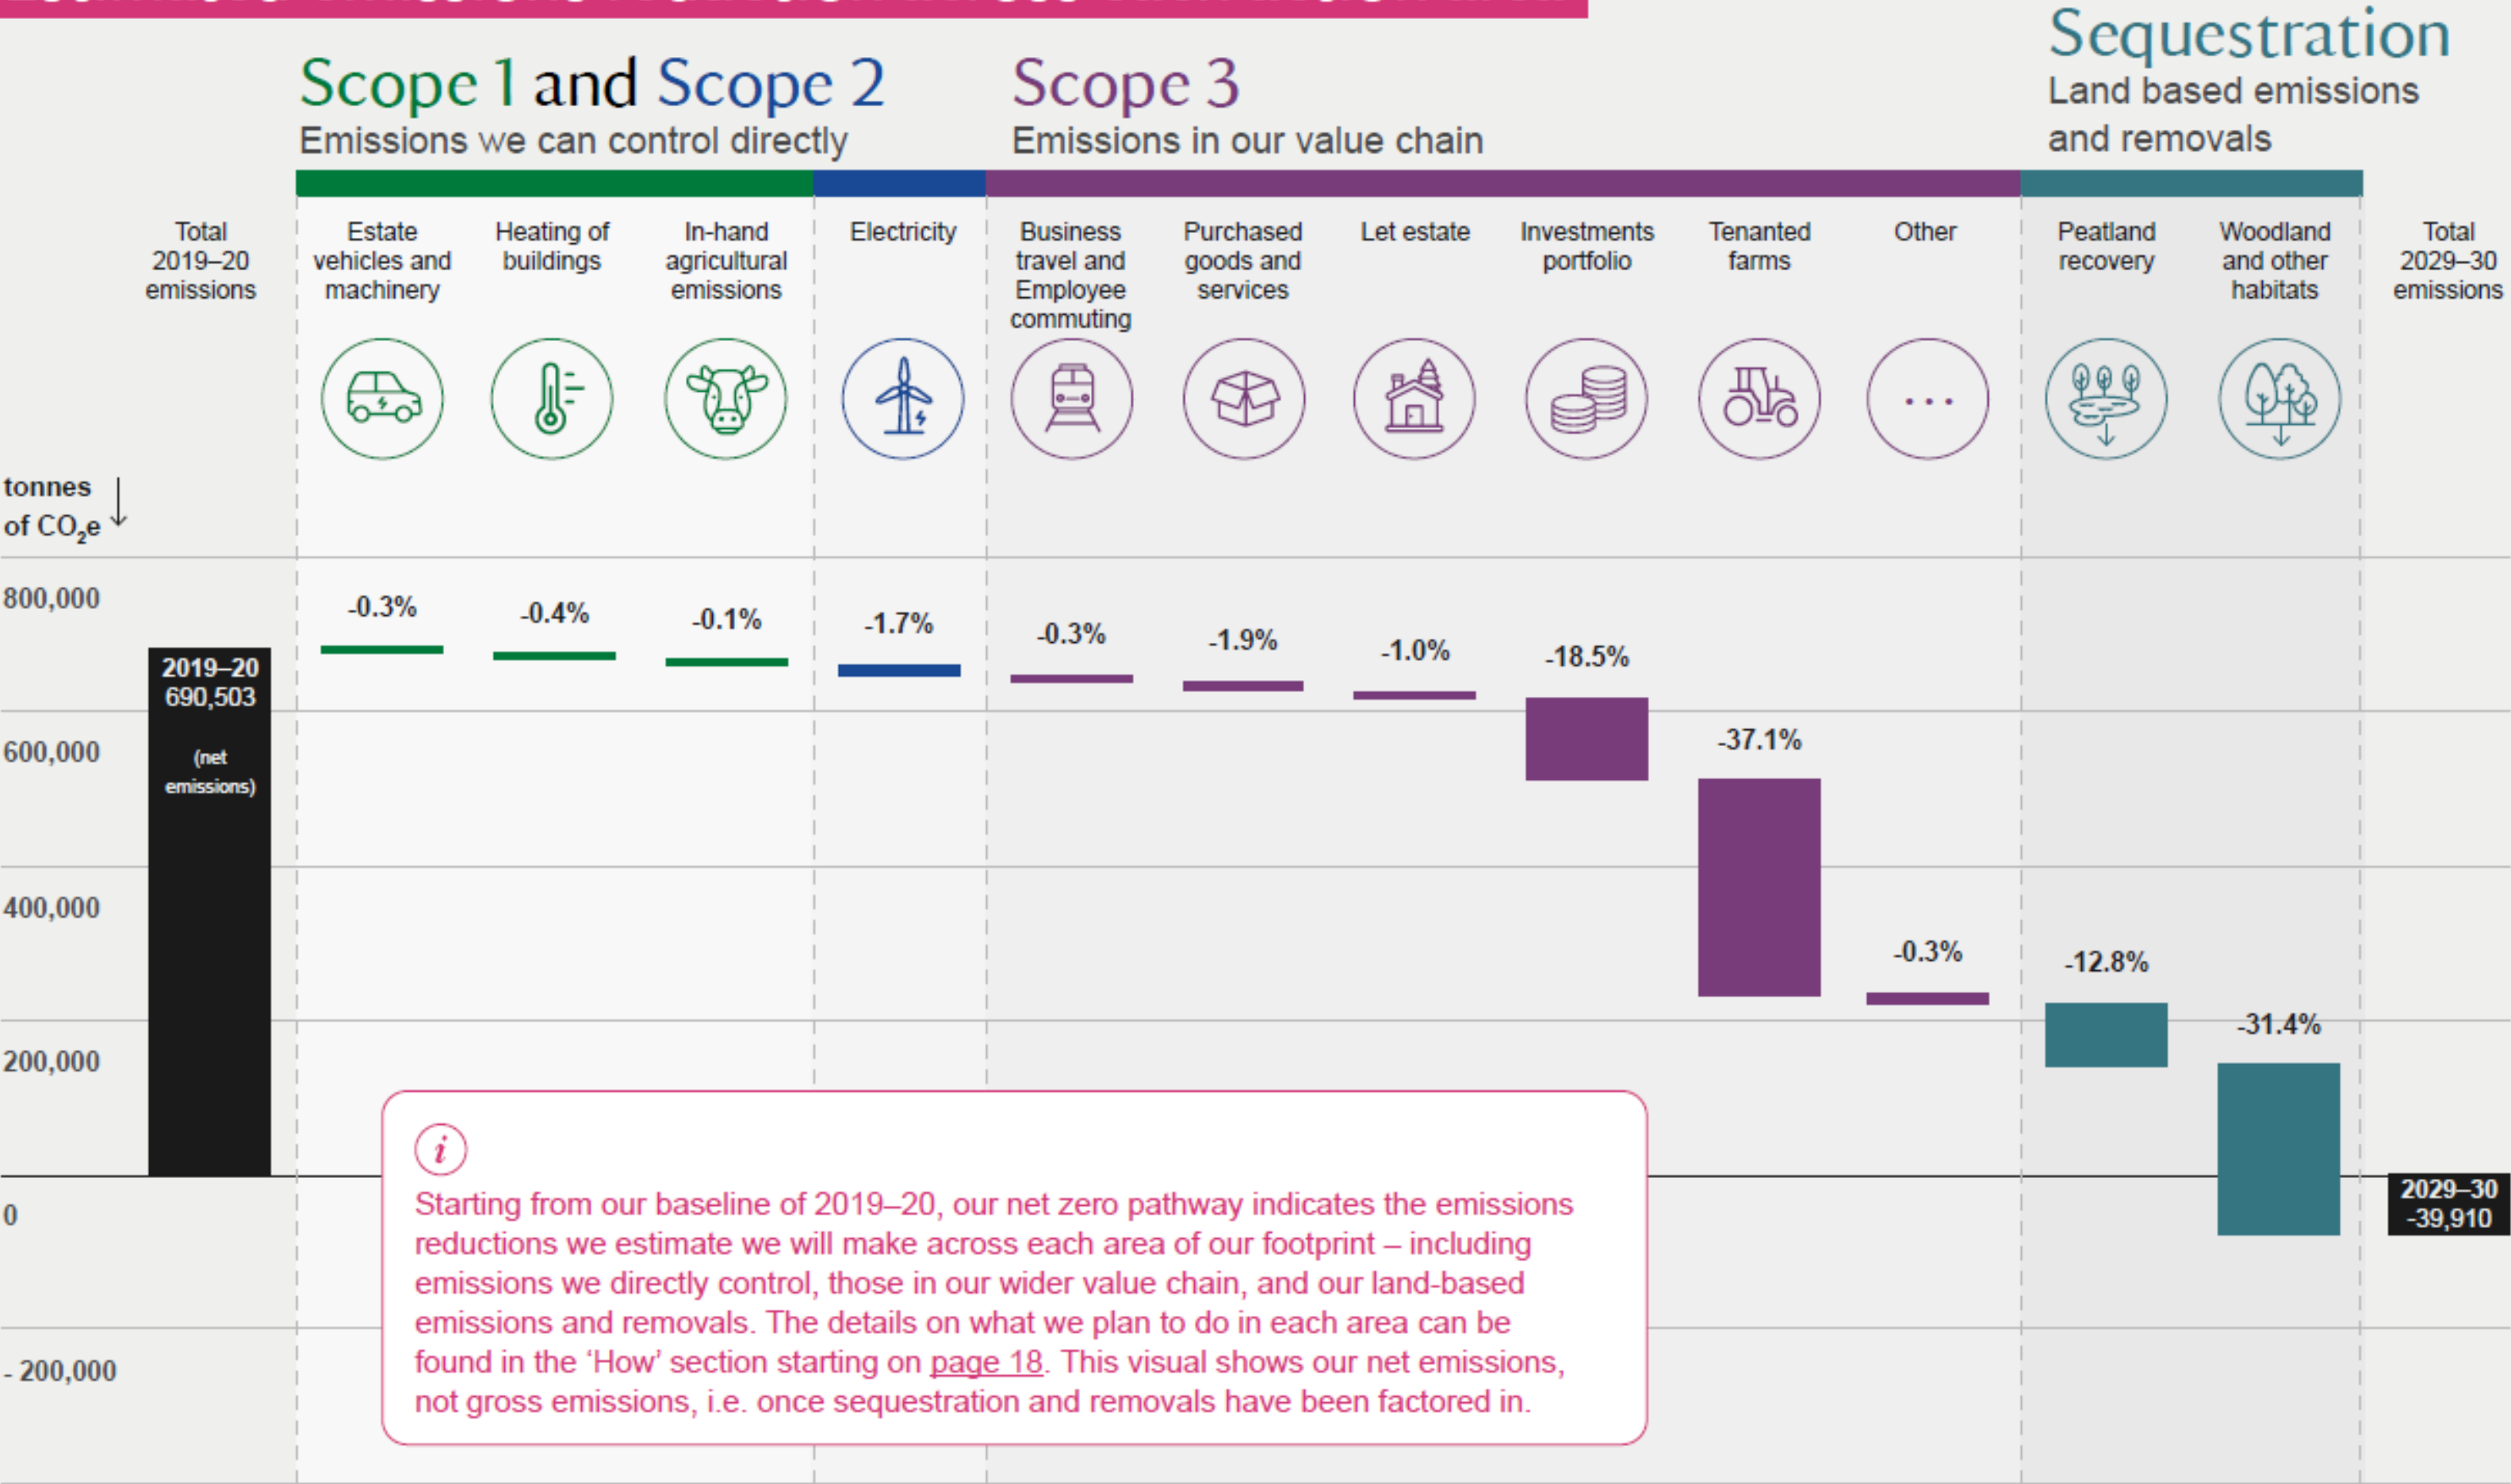 Scope 1 and Scope 2
Emissions we can control directly
Scope 3
Emissions in our value chain
Sequestration
Land based emissions
and removals
Total
2019–20
emissions
Estate
vehicles and
machinery
Heating of
buildings
In-hand
agricultural
emissions
Electricity
Business
travel and
Employee
commuting
Purchased
goods and
services
Let estate
Investments
portfolio
Tenanted
farms
Other
Peatland
recovery
Woodland
and other
habitats
Total
2029–30
emissions
tonnes
of CO₂e
800,000
600,000
400,000
200,000
0
- 200,000
2019–20
690,503
(net
emissions)
-0.3%
-0.4%
-0.1%
-1.7%
-0.3%
-1.9%
-1.0%
-18.5%
-37.1%
-0.3%
-12.8%
-31.4%
2029–30
-39,910
i
Starting from our baseline of 2019–20, our net zero pathway indicates the emissions
reductions we estimate we will make across each area of our footprint – including
emissions we directly control, those in our wider value chain, and our land-based
emissions and removals. The details on what we plan to do in each area can be
found in the ‘How’ section starting on page 18. This visual shows our net emissions,
not gross emissions, i.e. once sequestration and removals have been factored in.